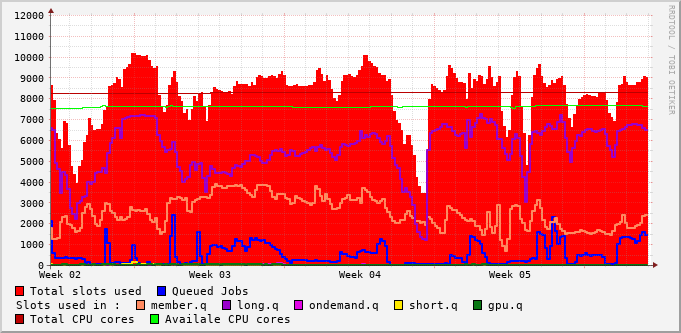 12000
11000
10000
9000
8000
7000
6000
5000
4000
3000
2000
1000
0
Week 02 Week 03 Week 04 Week 05
RRDTOOL / TOBI OETIKER
Total slots used Queued Jobs
Slots used in : member.q long.q ondemand.q short.q gpu.q
Total CPU cores Availale CPU cores